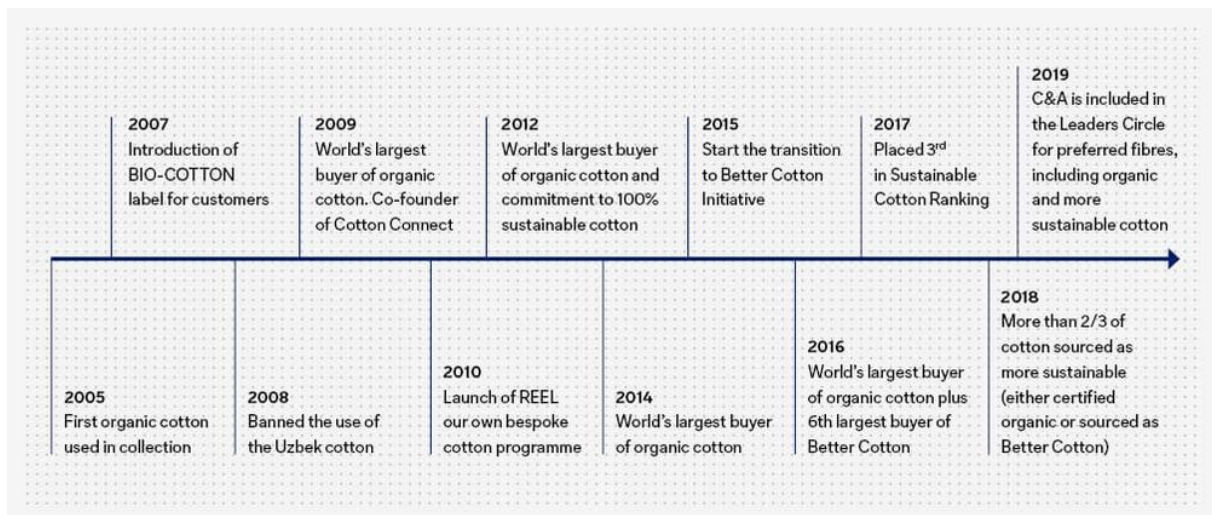 2007
Introduction of
BIO-COTTON
label for customers
2009
World's largest
buyer of organic
cotton. Co-founder
of Cotton Connect
2012
World's largest buyer
of organic cotton and
commitment to 100%
sustainable cotton
2015
Start the transition
to Better Cotton
Initiative
2017
Placed 3rd
in Sustainable
Cotton Ranking
2019
C&A is included in
the Leaders Circle
for preferred fibres,
including organic
and more
sustainable cotton
2005
First organic cotton
used in collection
2008
Banned the use of
the Uzbek cotton
2010
Launch of REEL
our own bespoke
cotton programme
2014
World's largest buyer
of organic cotton
2016
World's largest buyer
of organic cotton plus
6th largest buyer of
Better Cotton
2018
More than 2/3 of
cotton sourced as
more sustainable
(either certified
organic or sourced as
Better Cotton)